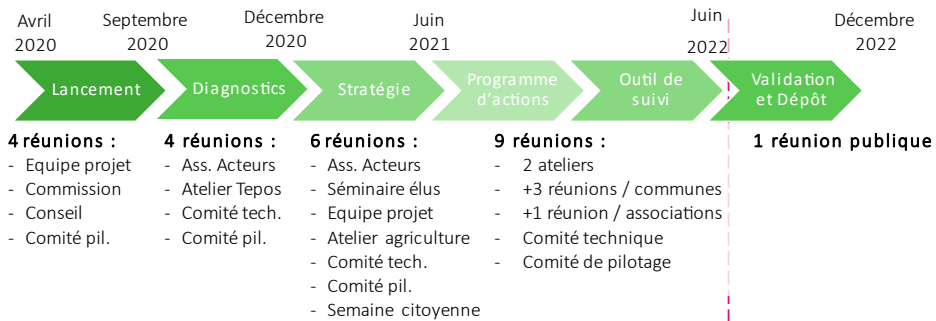 Avril
2020
Septembre
2020
Décembre
2020
Juin
2021
Juin
2022
Décembre
2022
Lancement
Diagnostics
Stratégie
Programme
d'actions
Outil de
suivi
Validation
et Dépôt
4 réunions :
- Equipe projet
- Commission
- Conseil
- Comité pil.
4 réunions :
- Ass. Acteurs
- Atelier Tepos
- Comité tech.
- Comité pil.
6 réunions :
- Ass. Acteurs
- Séminaire élus
- Equipe projet
- Atelier agriculture
- Comité tech.
- Comité pil.
- Semaine citoyenne
9 réunions :
- 2 ateliers
- +3 réunions / communes
- +1 réunion / associations
- Comité technique
- Comité de pilotage
1 réunion publique